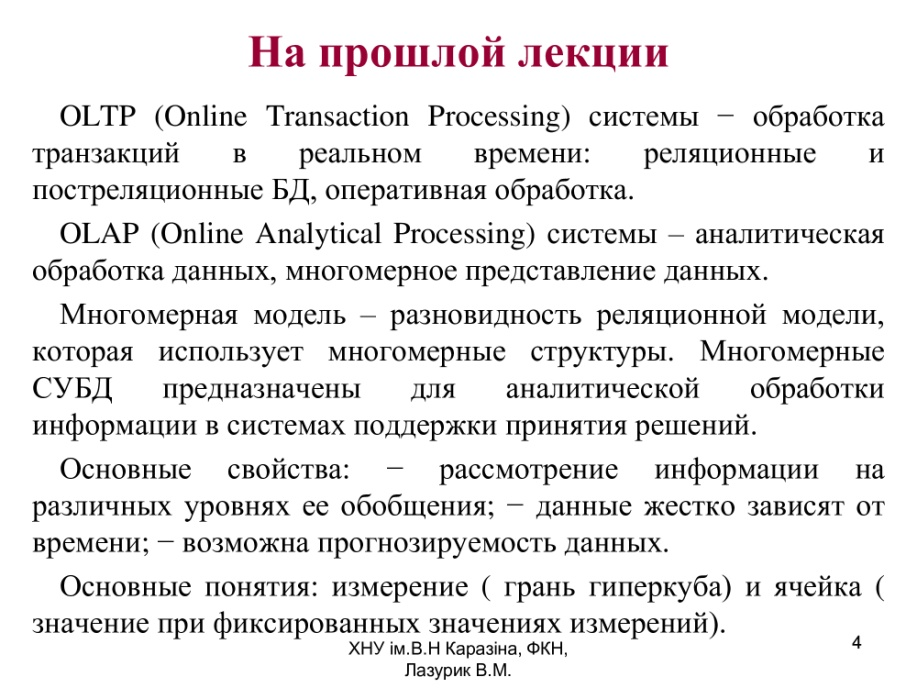 На прошлой лекции
OLTP (Online Transaction Processing) системы − обработка
транзакций в реальном времени: реляционные и
постреляционные БД, оперативная обработка.
OLAP (Online Analytical Processing) системы – аналитическая
обработка данных, многомерное представление данных.
Многомерная модель – разновидность реляционной модели,
которая использует многомерные структуры. Многомерные
СУБД предназначены для аналитической обработки
информации в системах поддержки принятия решений.
Основные свойства: − рассмотрение информации на
различных уровнях ее обобщения; − данные жестко зависят от
времени; − возможна прогнозируемость данных.
Основные понятия: измерение ( грань гиперкуба) и ячейка (
значение при фиксированных значениях измерений).
ХНУ ім.В.Н Каразіна, ФКН,
Лазурик В.М.
4